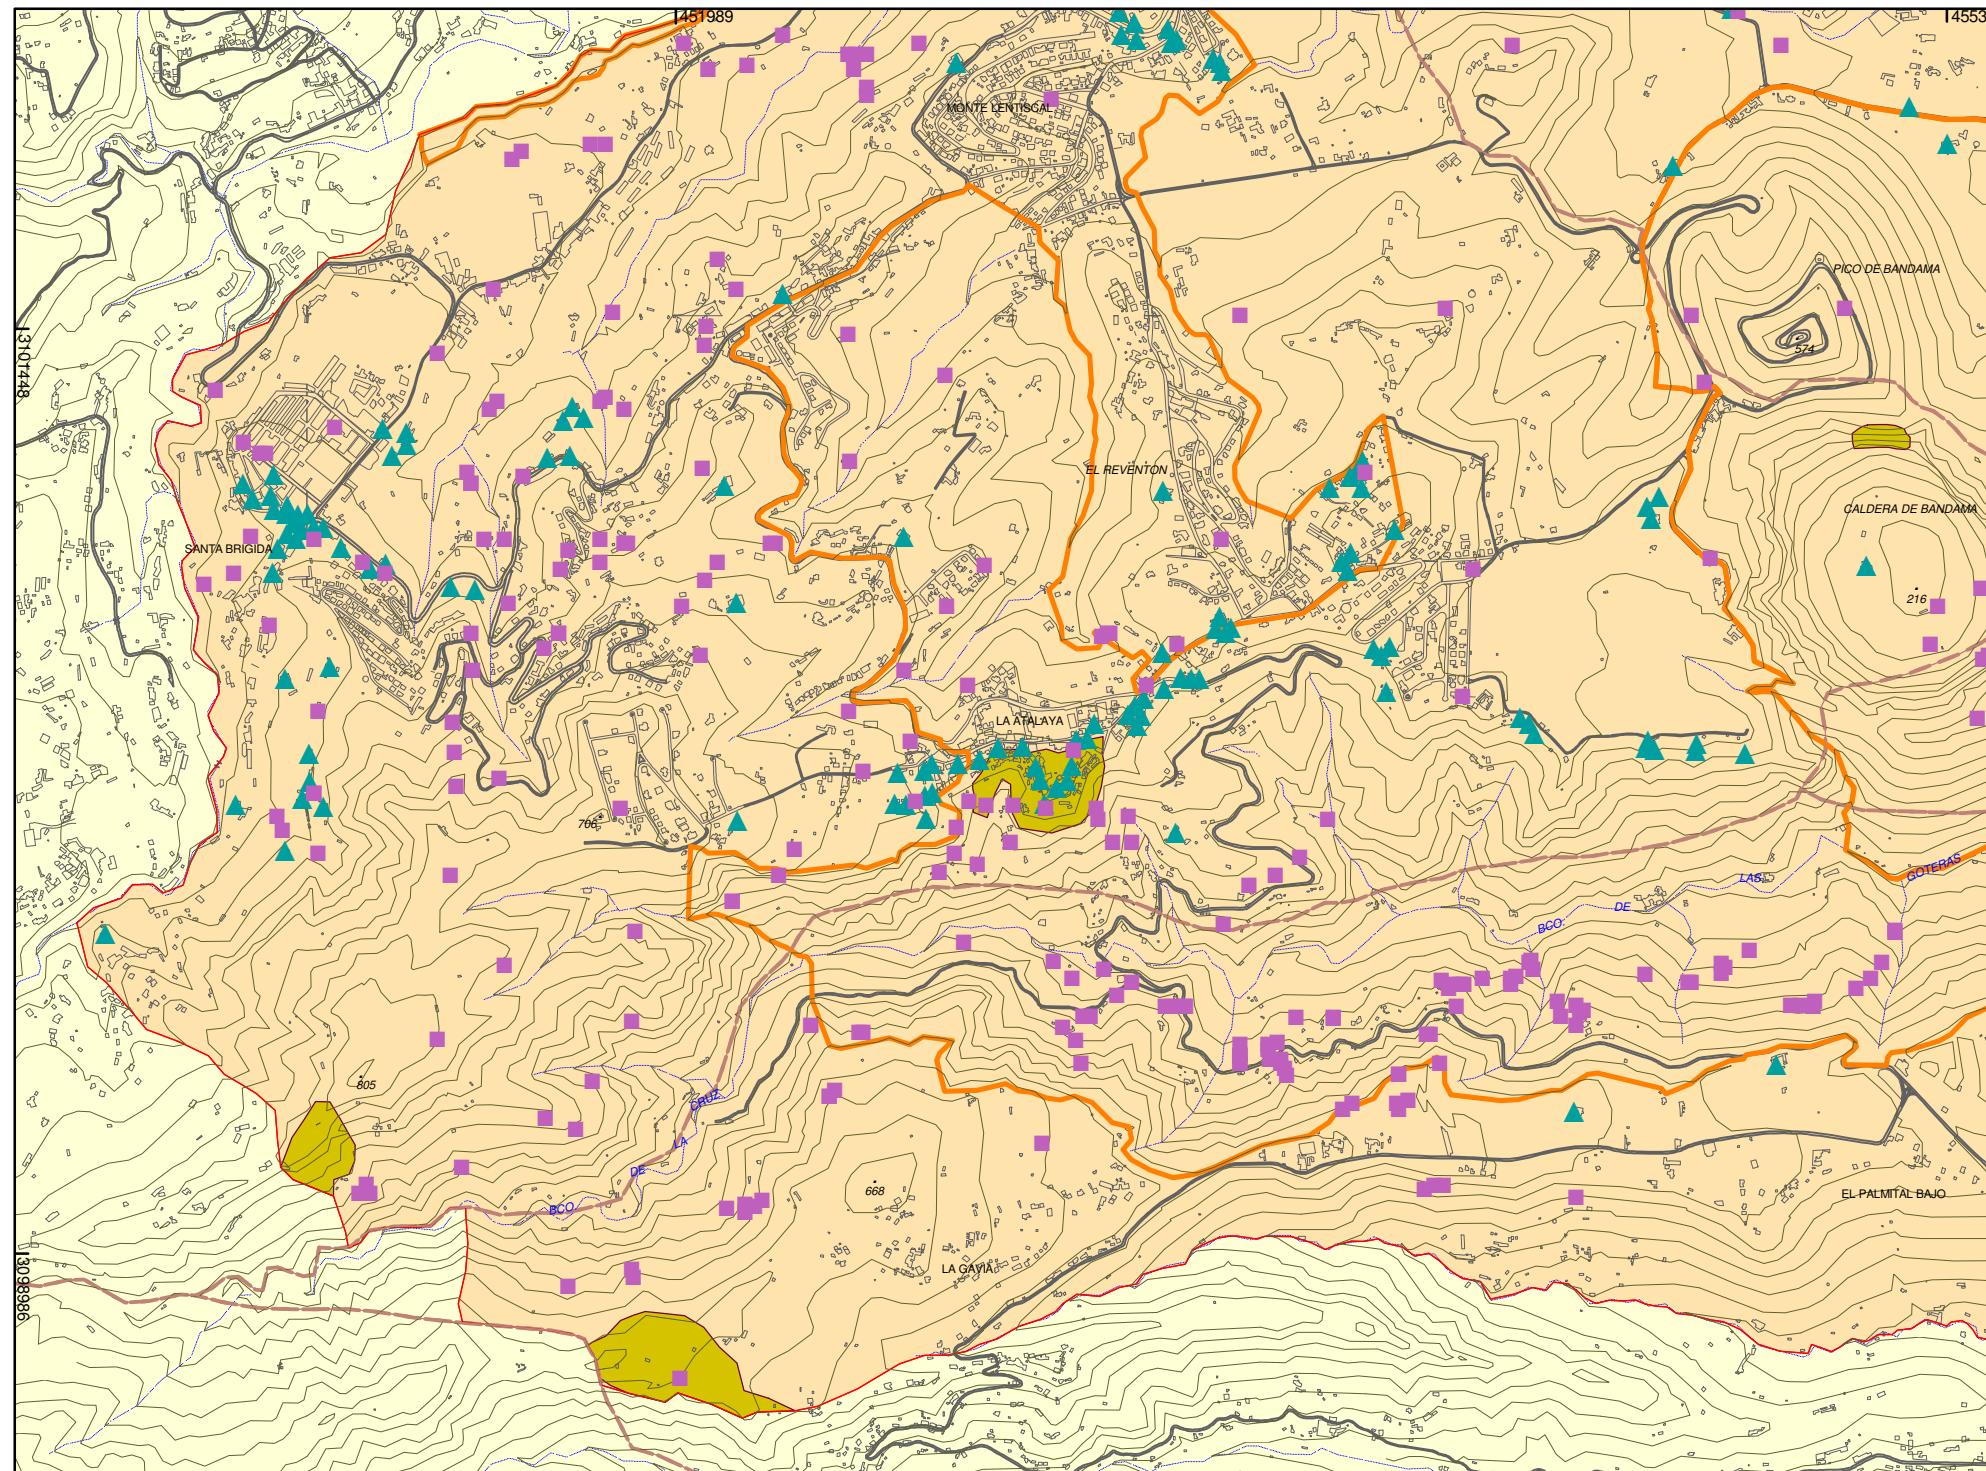 451989
4553
MONTE LENTISCAL
PICO DE BANDAMA
3101448
574
EL REVENTON
CALDERA DE BANDAMA
SANTA BRIGIDA
216
LA ATALAYA
706
GOTERAS
LAS
DE
BCO.
805
CRUZ
LA
DE
668
EL PALMITAL BAJO
BCO
LA GAVIA
3098986